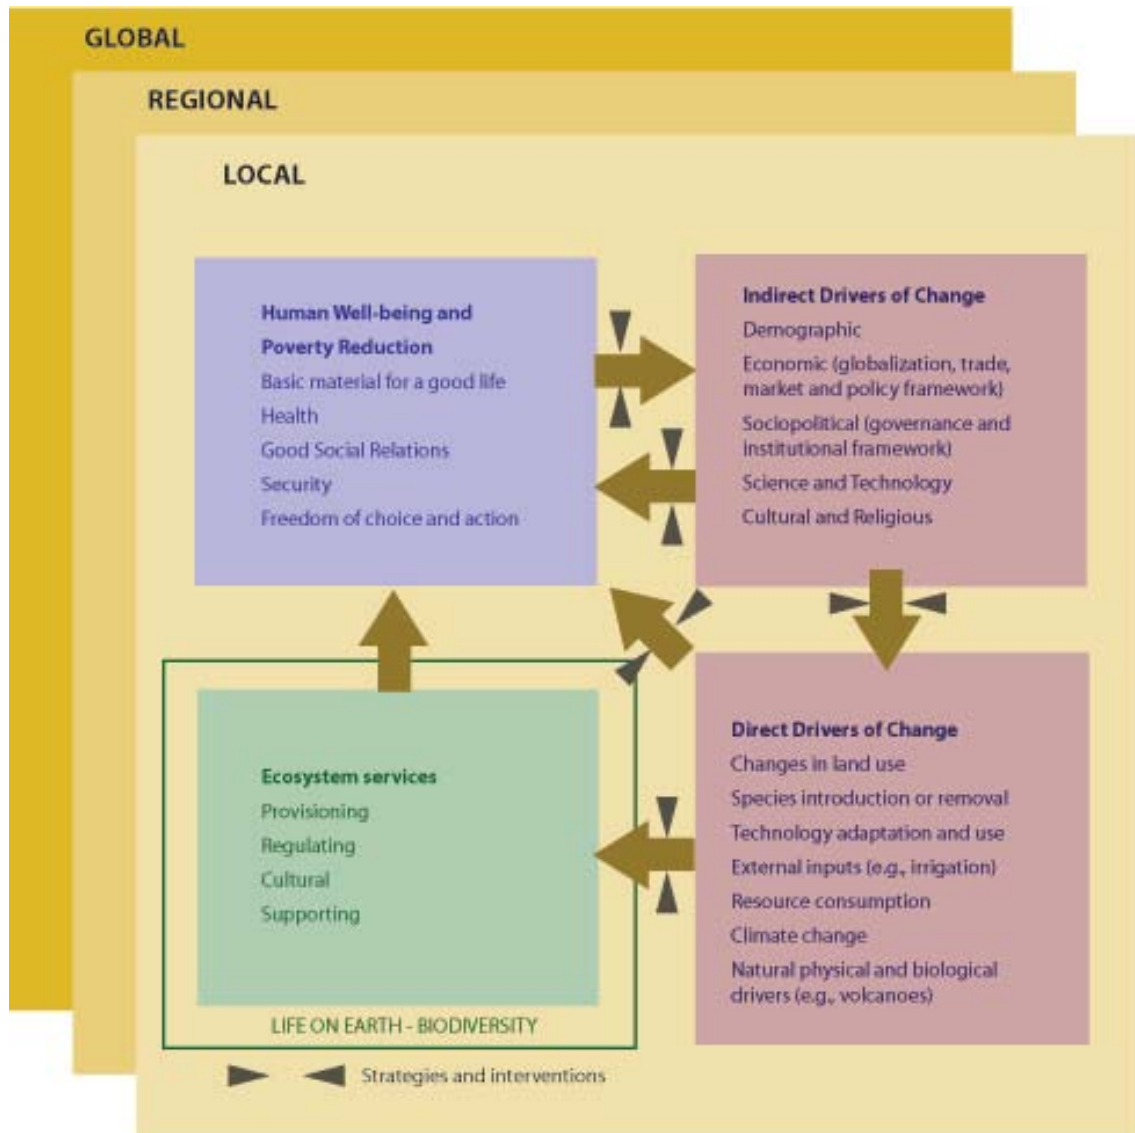 GLOBAL
REGIONAL
LOCAL
Human Well-being and
Poverty Reduction
Basic material for a good life
Health
Good Social Relations
Security
Freedom of choice and action
Indirect Drivers of Change
Demographic
Economic (globalization, trade,
market and policy framework)
Sociopolitical (governance and
institutional framework)
Science and Technology
Cultural and Religious
Ecosystem services
Provisioning
Regulating
Cultural
Supporting
LIFE ON EARTH - BIODIVERSITY
Direct Drivers of Change
Changes in land use
Species introduction or removal
Technology adaptation and use
External inputs (e.g., irrigation)
Resource consumption
Climate change
Natural physical and biological
drivers (e.g., volcanoes)
Strategies and interventions